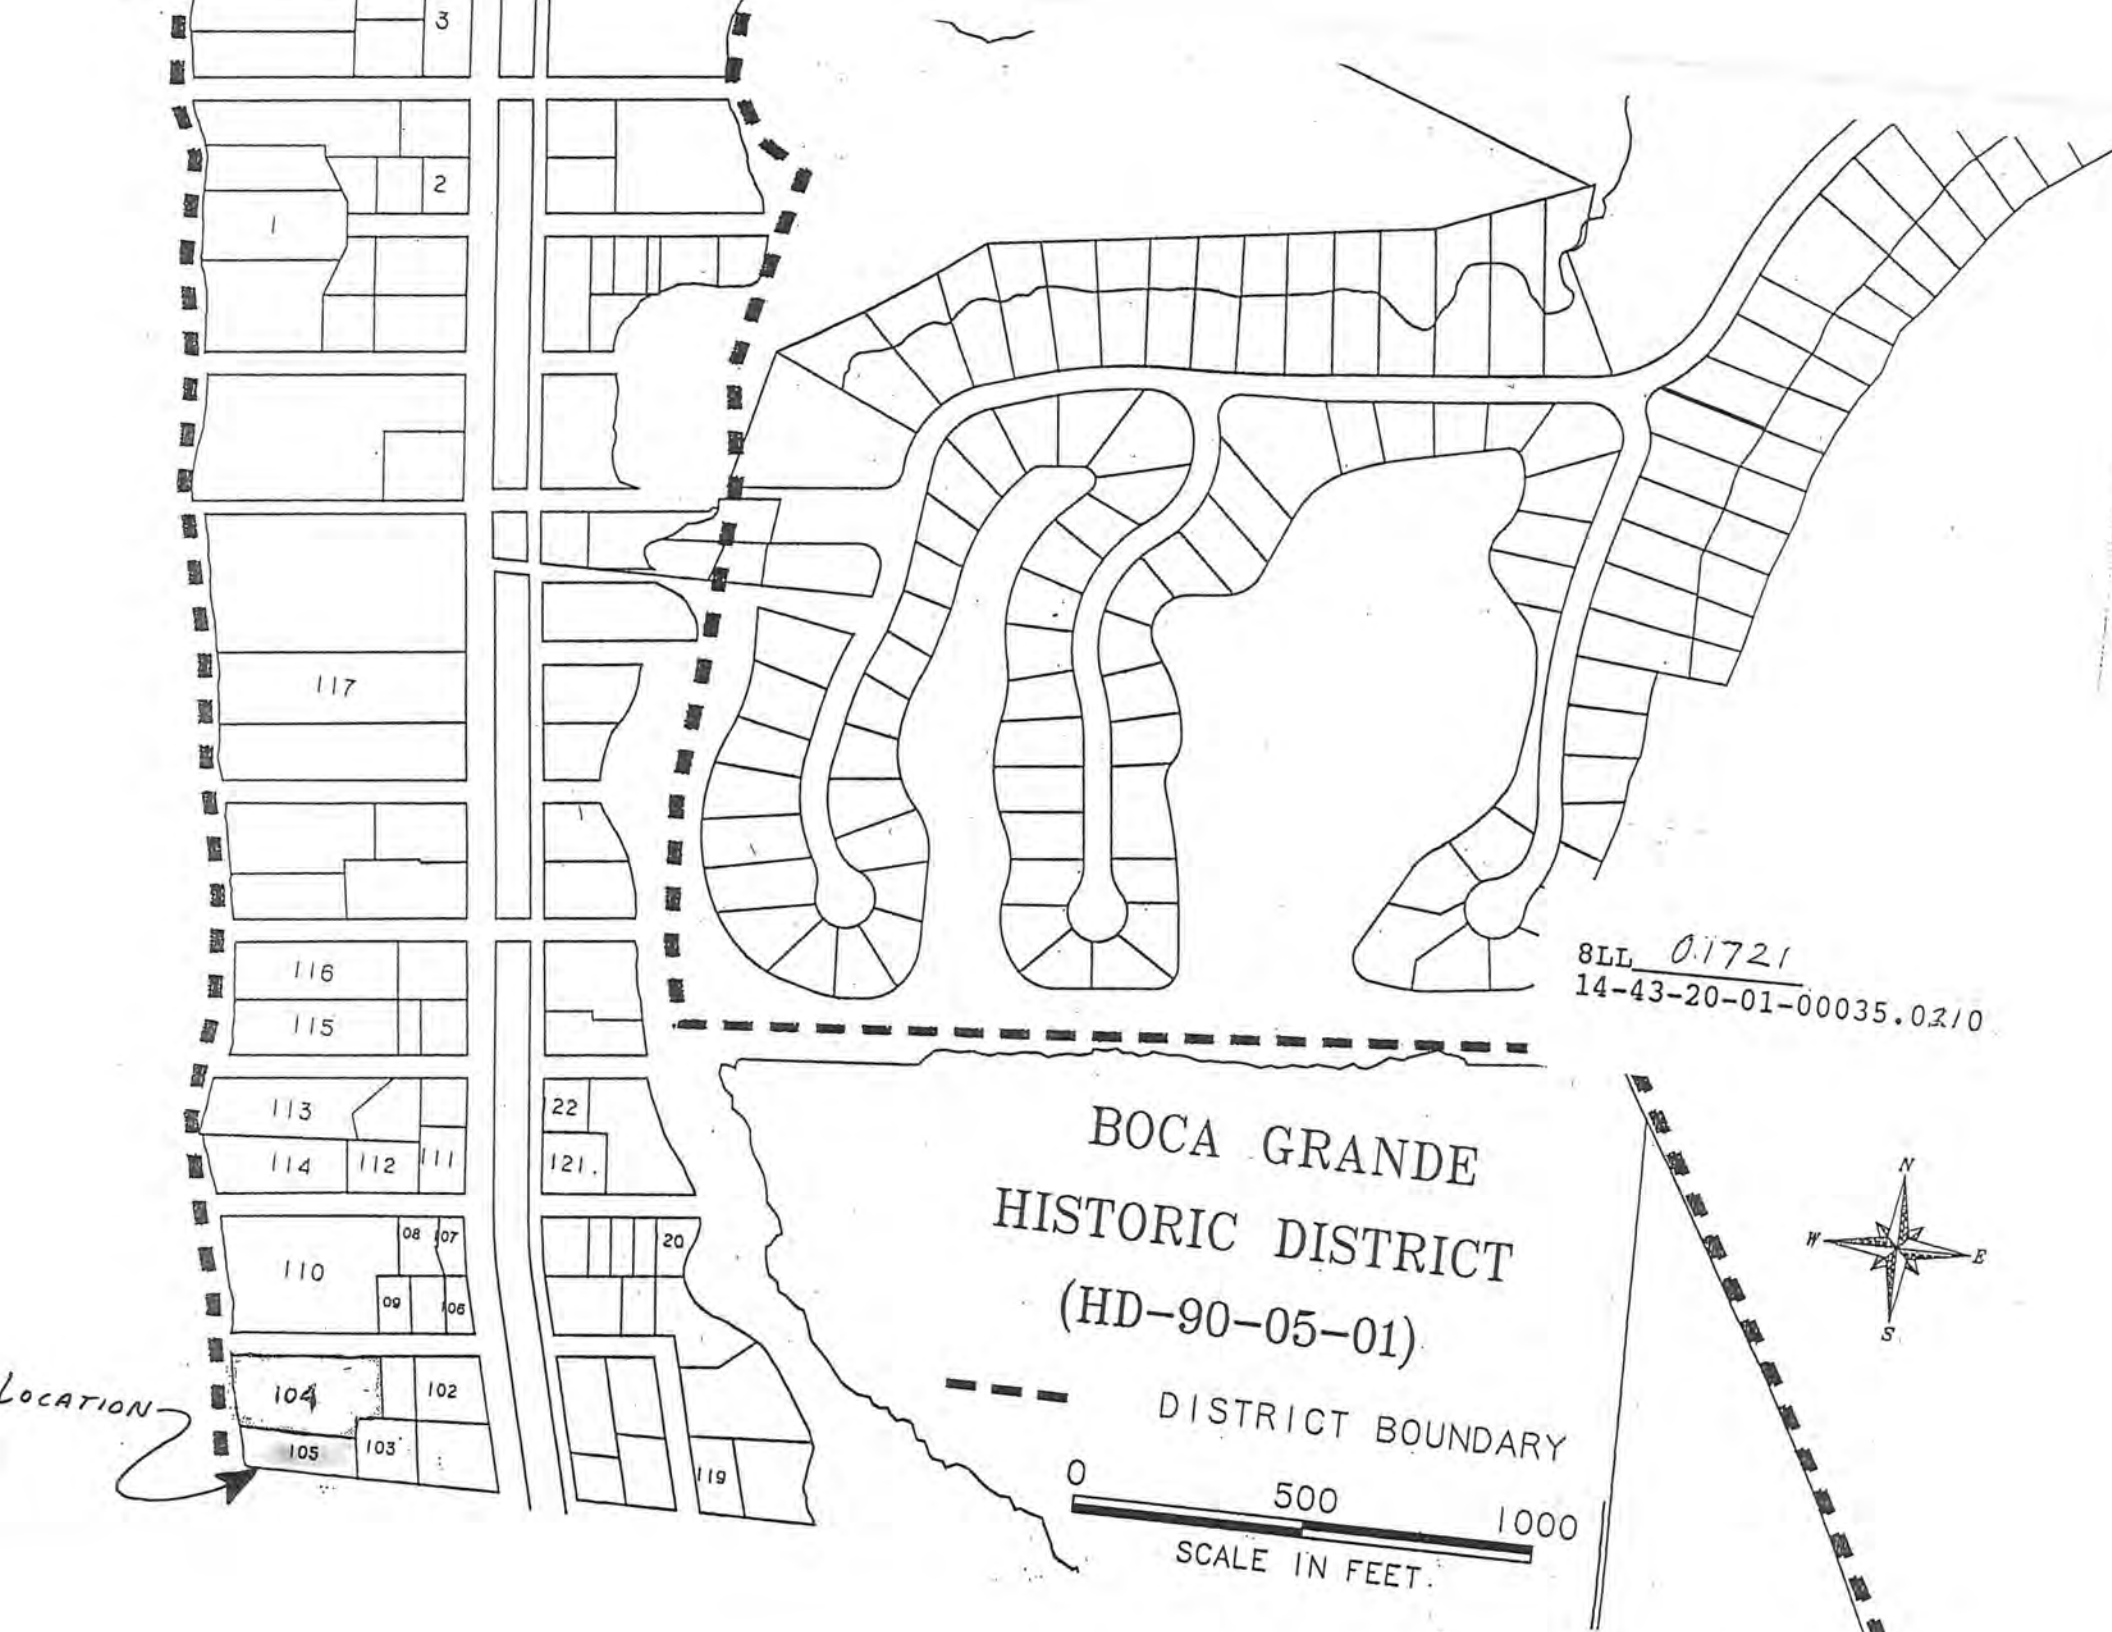 3
2
1
117
116
115
113
114 112 111
22
121.
08 107
110
09 106
20
104 102
105 103
119
LOCATION
8LL 01721
14-43-20-01-00035.0210
BOCA GRANDE
HISTORIC DISTRICT
(HD-90-05-01)
DISTRICT BOUNDARY
0 500 1000
SCALE IN FEET.
N
W E
S